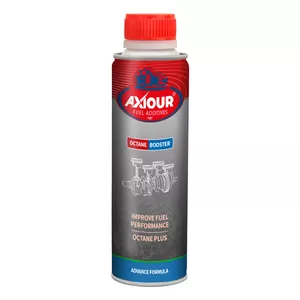 AXIOUR
FUEL ADDITIVES
OCTANE BOOSTER
IMPROVE FUEL
PERFORMANCE
OCTANE PLUS
ADVANCE FORMULA